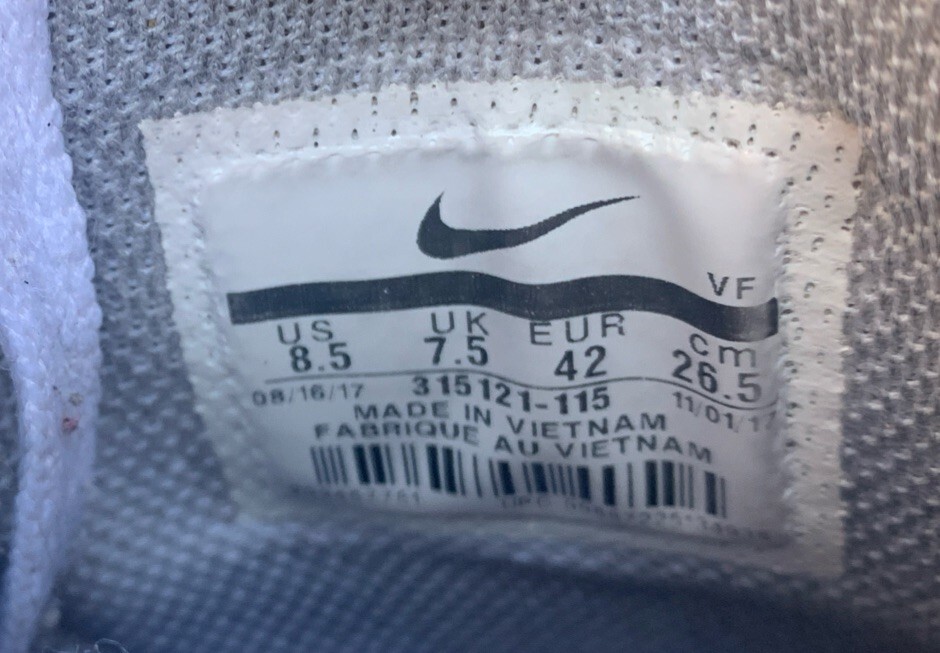 VF
US UK EUR cm
8.5 7.5 42 26.5
08/16/17 315121-115 11/01/17
MADE IN VIETNAM
FABRIQUE AU VIETNAM
UPC